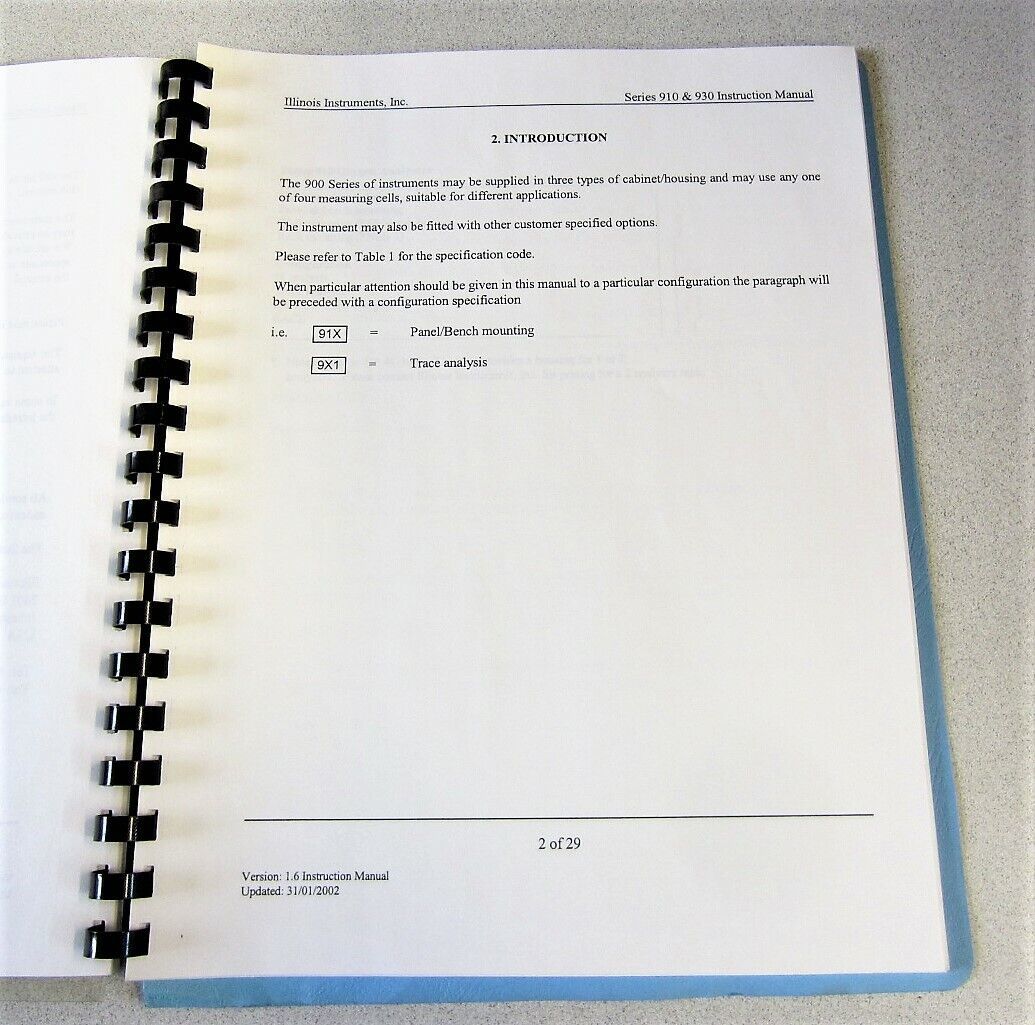 Illinois Instruments, Inc. Series 910 & 930 Instruction Manual
2. INTRODUCTION
The 900 Series of instruments may be supplied in three types of cabinet/housing and may use any one
of four measuring cells, suitable for different applications.
The instrument may also be fitted with other customer specified options.
Please refer to Table 1 for the specification code.
When particular attention should be given in this manual to a particular configuration the paragraph will
be preceded with a configuration specification
i.e. 91X = Panel/Bench mounting
9X1 = Trace analysis
2 of 29
Version: 1.6 Instruction Manual
Updated: 31/01/2002